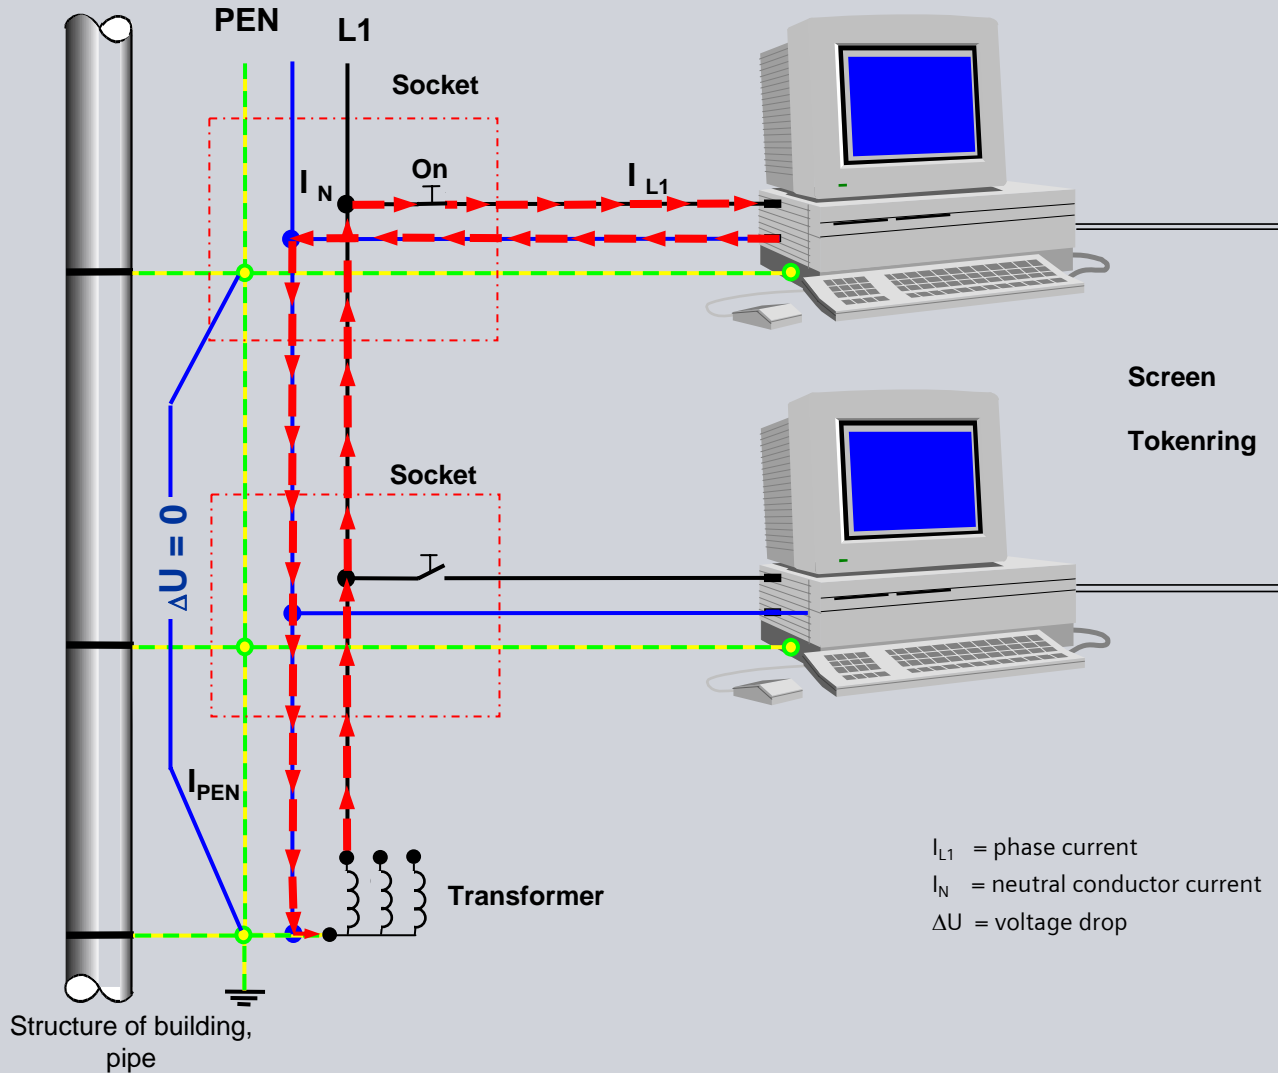 PEN
L1
Socket
On
I N
I L1
Screen
Tokenring
Socket
ΔU = 0
IPEN
Transformer
IL1 = phase current
IN = neutral conductor current
ΔU = voltage drop
Structure of building,
pipe